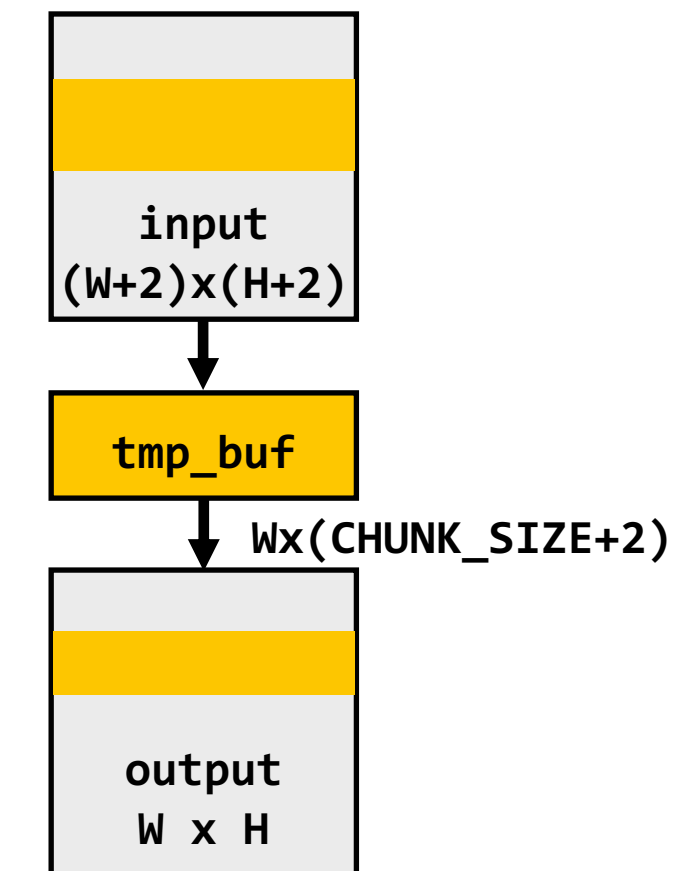 input
(W+2)x(H+2)
tmp_buf
Wx(CHUNK_SIZE+2)
output
W x H